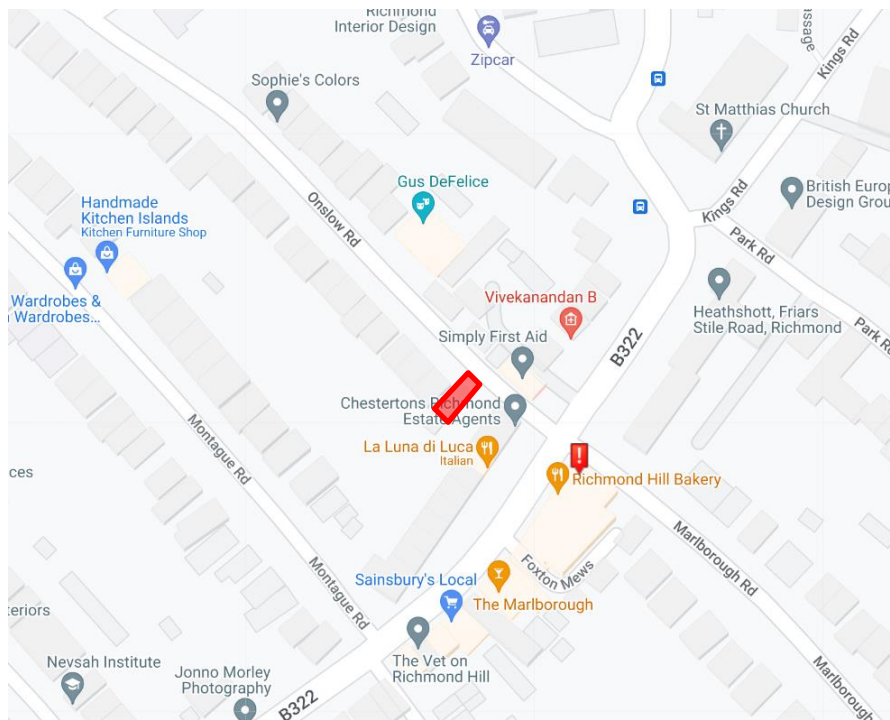 Richmond
Interior Design
Zipcar
Sophie's Colors
St Matthias Church
Kings Rd
Gus DeFelice
British Europ
Design Grou
Kings Rd
Handmade
Kitchen Islands
Kitchen Furniture Shop
Onslow Rd
Park Rd
Wardrobes &
Wardrobes...
Vivekanandan B
Heathshott, Friars
Stile Road, Richmond
Park Rd
Simply First Aid
B322
Chestertons Richmond
Estate Agents
La Luna di Luca
Italian
Montague Rd
ces
Richmond Hill Bakery
Marlborough Rd
Foxton Mews
Montague Rd
Sainsbury's Local
The Marlborough
teriors
The Vet on
Richmond Hill
Nevsah Institute
Jonno Morley
Photography
B322
Marlborough